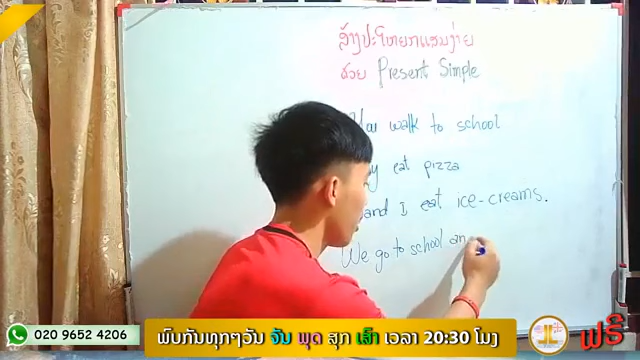 ສ້າງປະໂຫຍກແສນງ່າຍ
ດ້ວຍ Present Simple
You walk to school
eat pizza
and I eat ice-creams.
We go to school on
020 9652 4206
ພົບກັນທຸກໆວັນ ຈັນ ພຸດ ສຸກ ເສົາ ເວລາ 20:30 ໂມງ
ຟຣີ